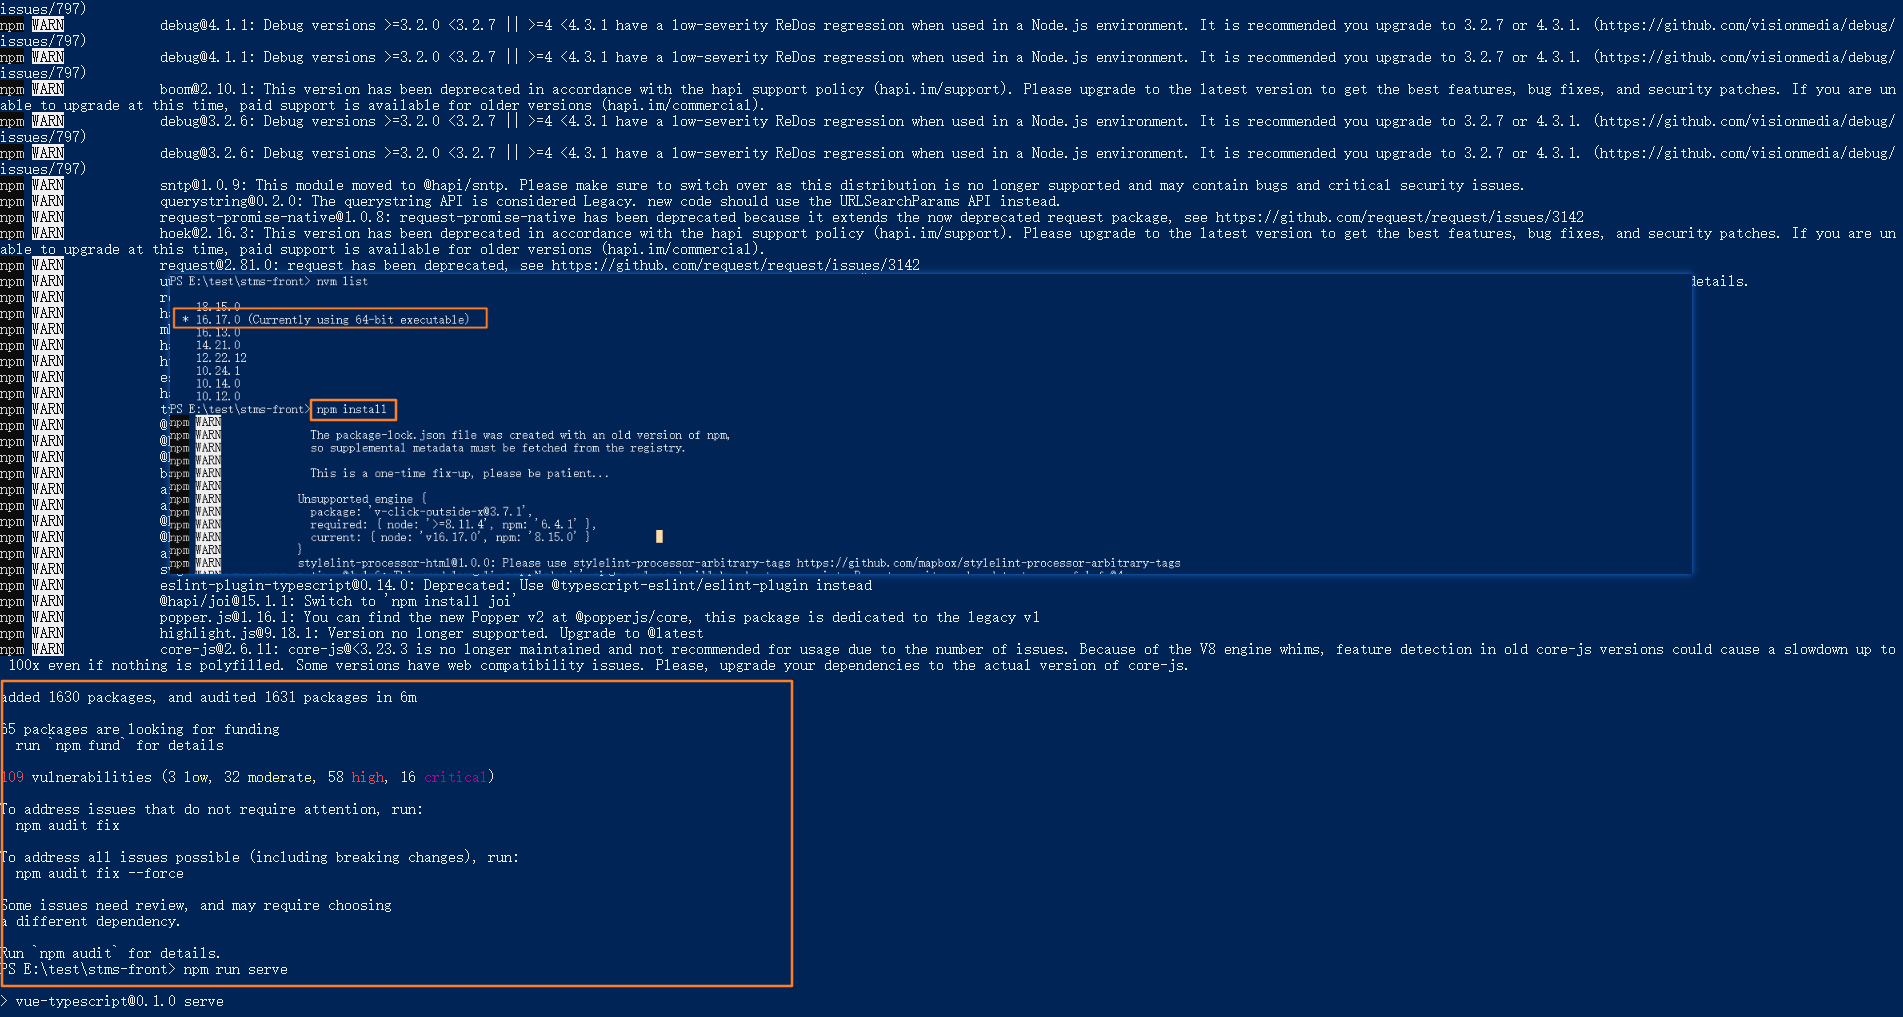 issues/797)
npm WARN debug@4.1.1: Debug versions >=3.2.0 <3.2.7 || >=4 <4.3.1 have a low-severity ReDos regression when used in a Node.js environment. It is recommended you upgrade to 3.2.7 or 4.3.1. (https://github.com/visionmedia/debug/
issues/797)
npm WARN debug@4.1.1: Debug versions >=3.2.0 <3.2.7 || >=4 <4.3.1 have a low-severity ReDos regression when used in a Node.js environment. It is recommended you upgrade to 3.2.7 or 4.3.1. (https://github.com/visionmedia/debug/
issues/797)
npm WARN boom@2.10.1: This version has been deprecated in accordance with the hapi support policy (hapi.im/support). Please upgrade to the latest version to get the best features, bug fixes, and security patches. If you are un
able to upgrade at this time, paid support is available for older versions (hapi.im/commercial).
npm WARN debug@3.2.6: Debug versions >=3.2.0 <3.2.7 || >=4 <4.3.1 have a low-severity ReDos regression when used in a Node.js environment. It is recommended you upgrade to 3.2.7 or 4.3.1. (https://github.com/visionmedia/debug/
issues/797)
npm WARN debug@3.2.6: Debug versions >=3.2.0 <3.2.7 || >=4 <4.3.1 have a low-severity ReDos regression when used in a Node.js environment. It is recommended you upgrade to 3.2.7 or 4.3.1. (https://github.com/visionmedia/debug/
issues/797)
npm WARN sntp@1.0.9: This module moved to @hapi/sntp. Please make sure to switch over as this distribution is no longer supported and may contain bugs and critical security issues.
npm WARN querystring@0.2.0: The querystring API is considered Legacy. new code should use the URLSearchParams API instead.
npm WARN request-promise-native@1.0.8: request-promise-native has been deprecated because it extends the now deprecated request package, see https://github.com/request/request/issues/3142
npm WARN hoek@2.16.3: This version has been deprecated in accordance with the hapi support policy (hapi.im/support). Please upgrade to the latest version to get the best features, bug fixes, and security patches. If you are un
able to upgrade at this time, paid support is available for older versions (hapi.im/commercial).
npm WARN request@2.81.0: request has been deprecated, see https://github.com/request/request/issues/3142
npm WARN u details.
npm WARN r
npm WARN h
npm WARN m
npm WARN h
npm WARN h
npm WARN e
npm WARN h
npm WARN t
npm WARN @
npm WARN @
npm WARN @
npm WARN b
npm WARN a
npm WARN a
npm WARN @
npm WARN @
npm WARN a
npm WARN s
PS E:\test\stms-front> nvm list
18.15.0
* 16.17.0 (Currently using 64-bit executable)
16.13.0
14.21.0
12.22.12
10.24.1
10.14.0
10.12.0
PS E:\test\stms-front> npm install
npm WARN
npm WARN The package-lock.json file was created with an old version of npm,
npm WARN so supplemental metadata must be fetched from the registry.
npm WARN
npm WARN This is a one-time fix-up, please be patient...
npm WARN
npm WARN Unsupported engine {
npm WARN package: 'v-click-outside-x@3.7.1',
npm WARN required: { node: '>=8.11.4', npm: '6.4.1' },
npm WARN current: { node: 'v16.17.0', npm: '8.15.0' }
npm WARN }
npm WARN stylelint-processor-html@1.0.0: Please use stylelint-processor-arbitrary-tags https://github.com/mapbox/stylelint-processor-arbitrary-tags
npm WARN eslint-plugin-typescript@0.14.0: Deprecated: Use @typescript-eslint/eslint-plugin instead
npm WARN @hapi/joi@15.1.1: Switch to 'npm install joi'
npm WARN popper.js@1.16.1: You can find the new Popper v2 at @popperjs/core, this package is dedicated to the legacy v1
npm WARN highlight.js@9.18.1: Version no longer supported. Upgrade to @latest
npm WARN core-js@2.6.11: core-js@<3.23.3 is no longer maintained and not recommended for usage due to the number of issues. Because of the V8 engine whims, feature detection in old core-js versions could cause a slowdown up to
100x even if nothing is polyfilled. Some versions have web compatibility issues. Please, upgrade your dependencies to the actual version of core-js.
added 1630 packages, and audited 1631 packages in 6m
65 packages are looking for funding
run `npm fund` for details
109 vulnerabilities (3 low, 32 moderate, 58 high, 16 critical)
To address issues that do not require attention, run:
npm audit fix
To address all issues possible (including breaking changes), run:
npm audit fix --force
Some issues need review, and may require choosing
a different dependency.
Run `npm audit` for details.
PS E:\test\stms-front> npm run serve
> vue-typescript@0.1.0 serve